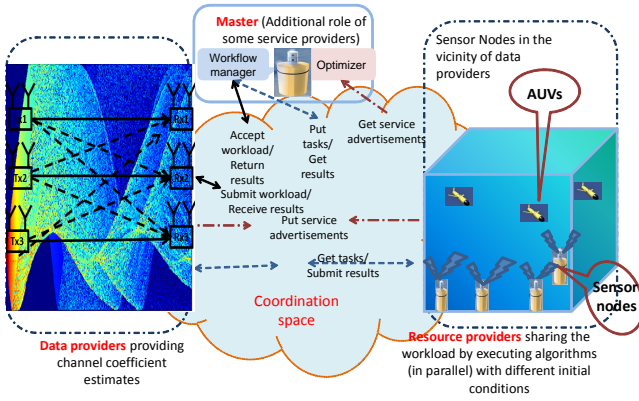 Master (Additional role of
some service providers)
Workflow
manager
Optimizer
Sensor Nodes in the
vicinity of data
providers
AUVs
Tx1
Rx1
Tx2
Rx2
Tx3
Rx3
Accept
workload/
Return
results
Put
tasks/
Get
results
Get service
advertisements
Submit workload/
Receive results
Put service
advertisements
Get tasks/
Submit results
Coordination
space
Sensor
nodes
Data providers providing
channel coefficient
estimates
Resource providers sharing the
workload by executing algorithms
(in parallel) with different initial
conditions